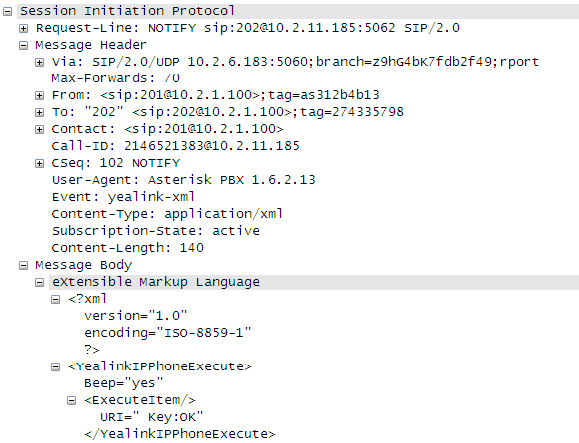 Session Initiation Protocol
Request-Line: NOTIFY sip:202@10.2.11.185:5062 SIP/2.0
Message Header
Via: SIP/2.0/UDP 10.2.6.183:5060;branch=z9hG4bK7fdb2f49;rport
Max-Forwards: 70
From: <sip:201@10.2.1.100>;tag=as312b4b13
To: "202" <sip:202@10.2.1.100>;tag=274335798
Contact: <sip:201@10.2.1.100>
Call-ID: 2146521383@10.2.11.185
CSeq: 102 NOTIFY
User-Agent: Asterisk PBX 1.6.2.13
Event: yealink-xml
Content-Type: application/xml
Subscription-State: active
Content-Length: 140
Message Body
eXtensible Markup Language
<?xml
version="1.0"
encoding="ISO-8859-1"
?>
<YealinkIPPhoneExecute>
Beep="yes"
<ExecuteItem/>
URI=" Key:OK"
</YealinkIPPhoneExecute>